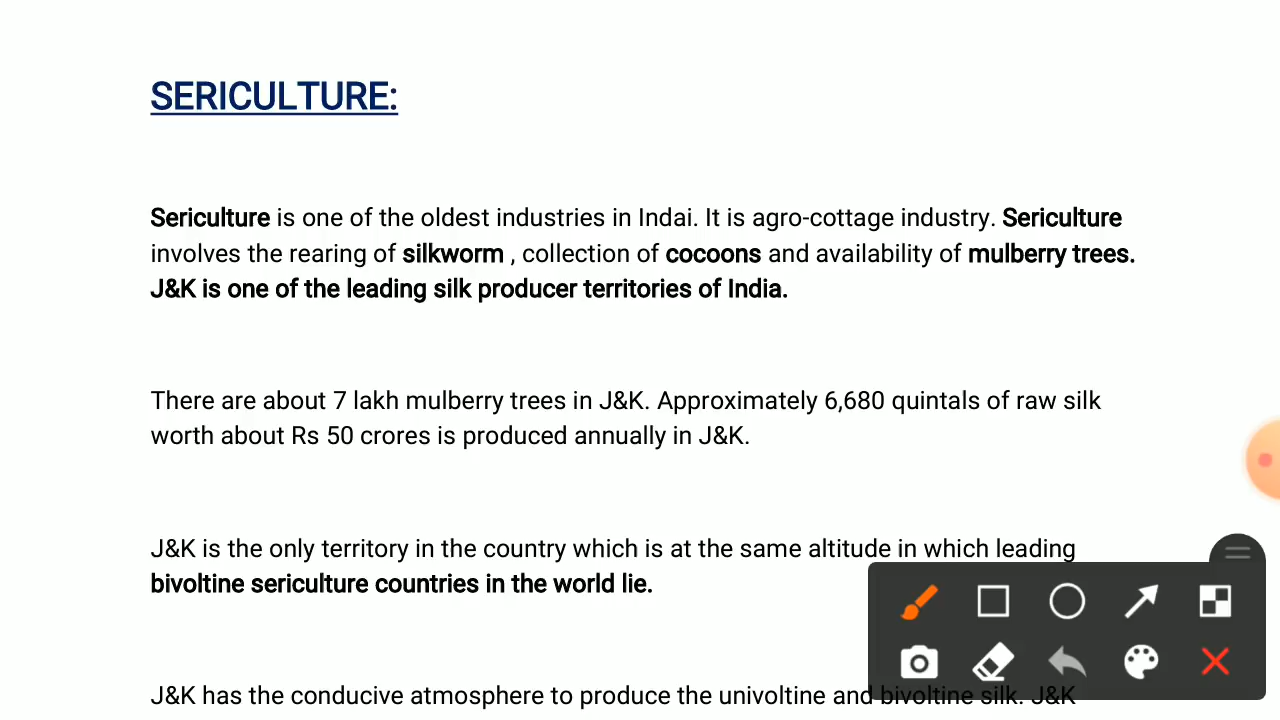 SERICULTURE:
Sericulture is one of the oldest industries in Indai. It is agro-cottage industry. Sericulture
involves the rearing of silkworm , collection of cocoons and availability of mulberry trees.
J&K is one of the leading silk producer territories of India.
There are about 7 lakh mulberry trees in J&K. Approximately 6,680 quintals of raw silk
worth about Rs 50 crores is produced annually in J&K.
J&K is the only territory in the country which is at the same altitude in which leading
bivoltine sericulture countries in the world lie.
J&K has the conducive atmosphere to produce the univoltine and bivoltine silk. J&K